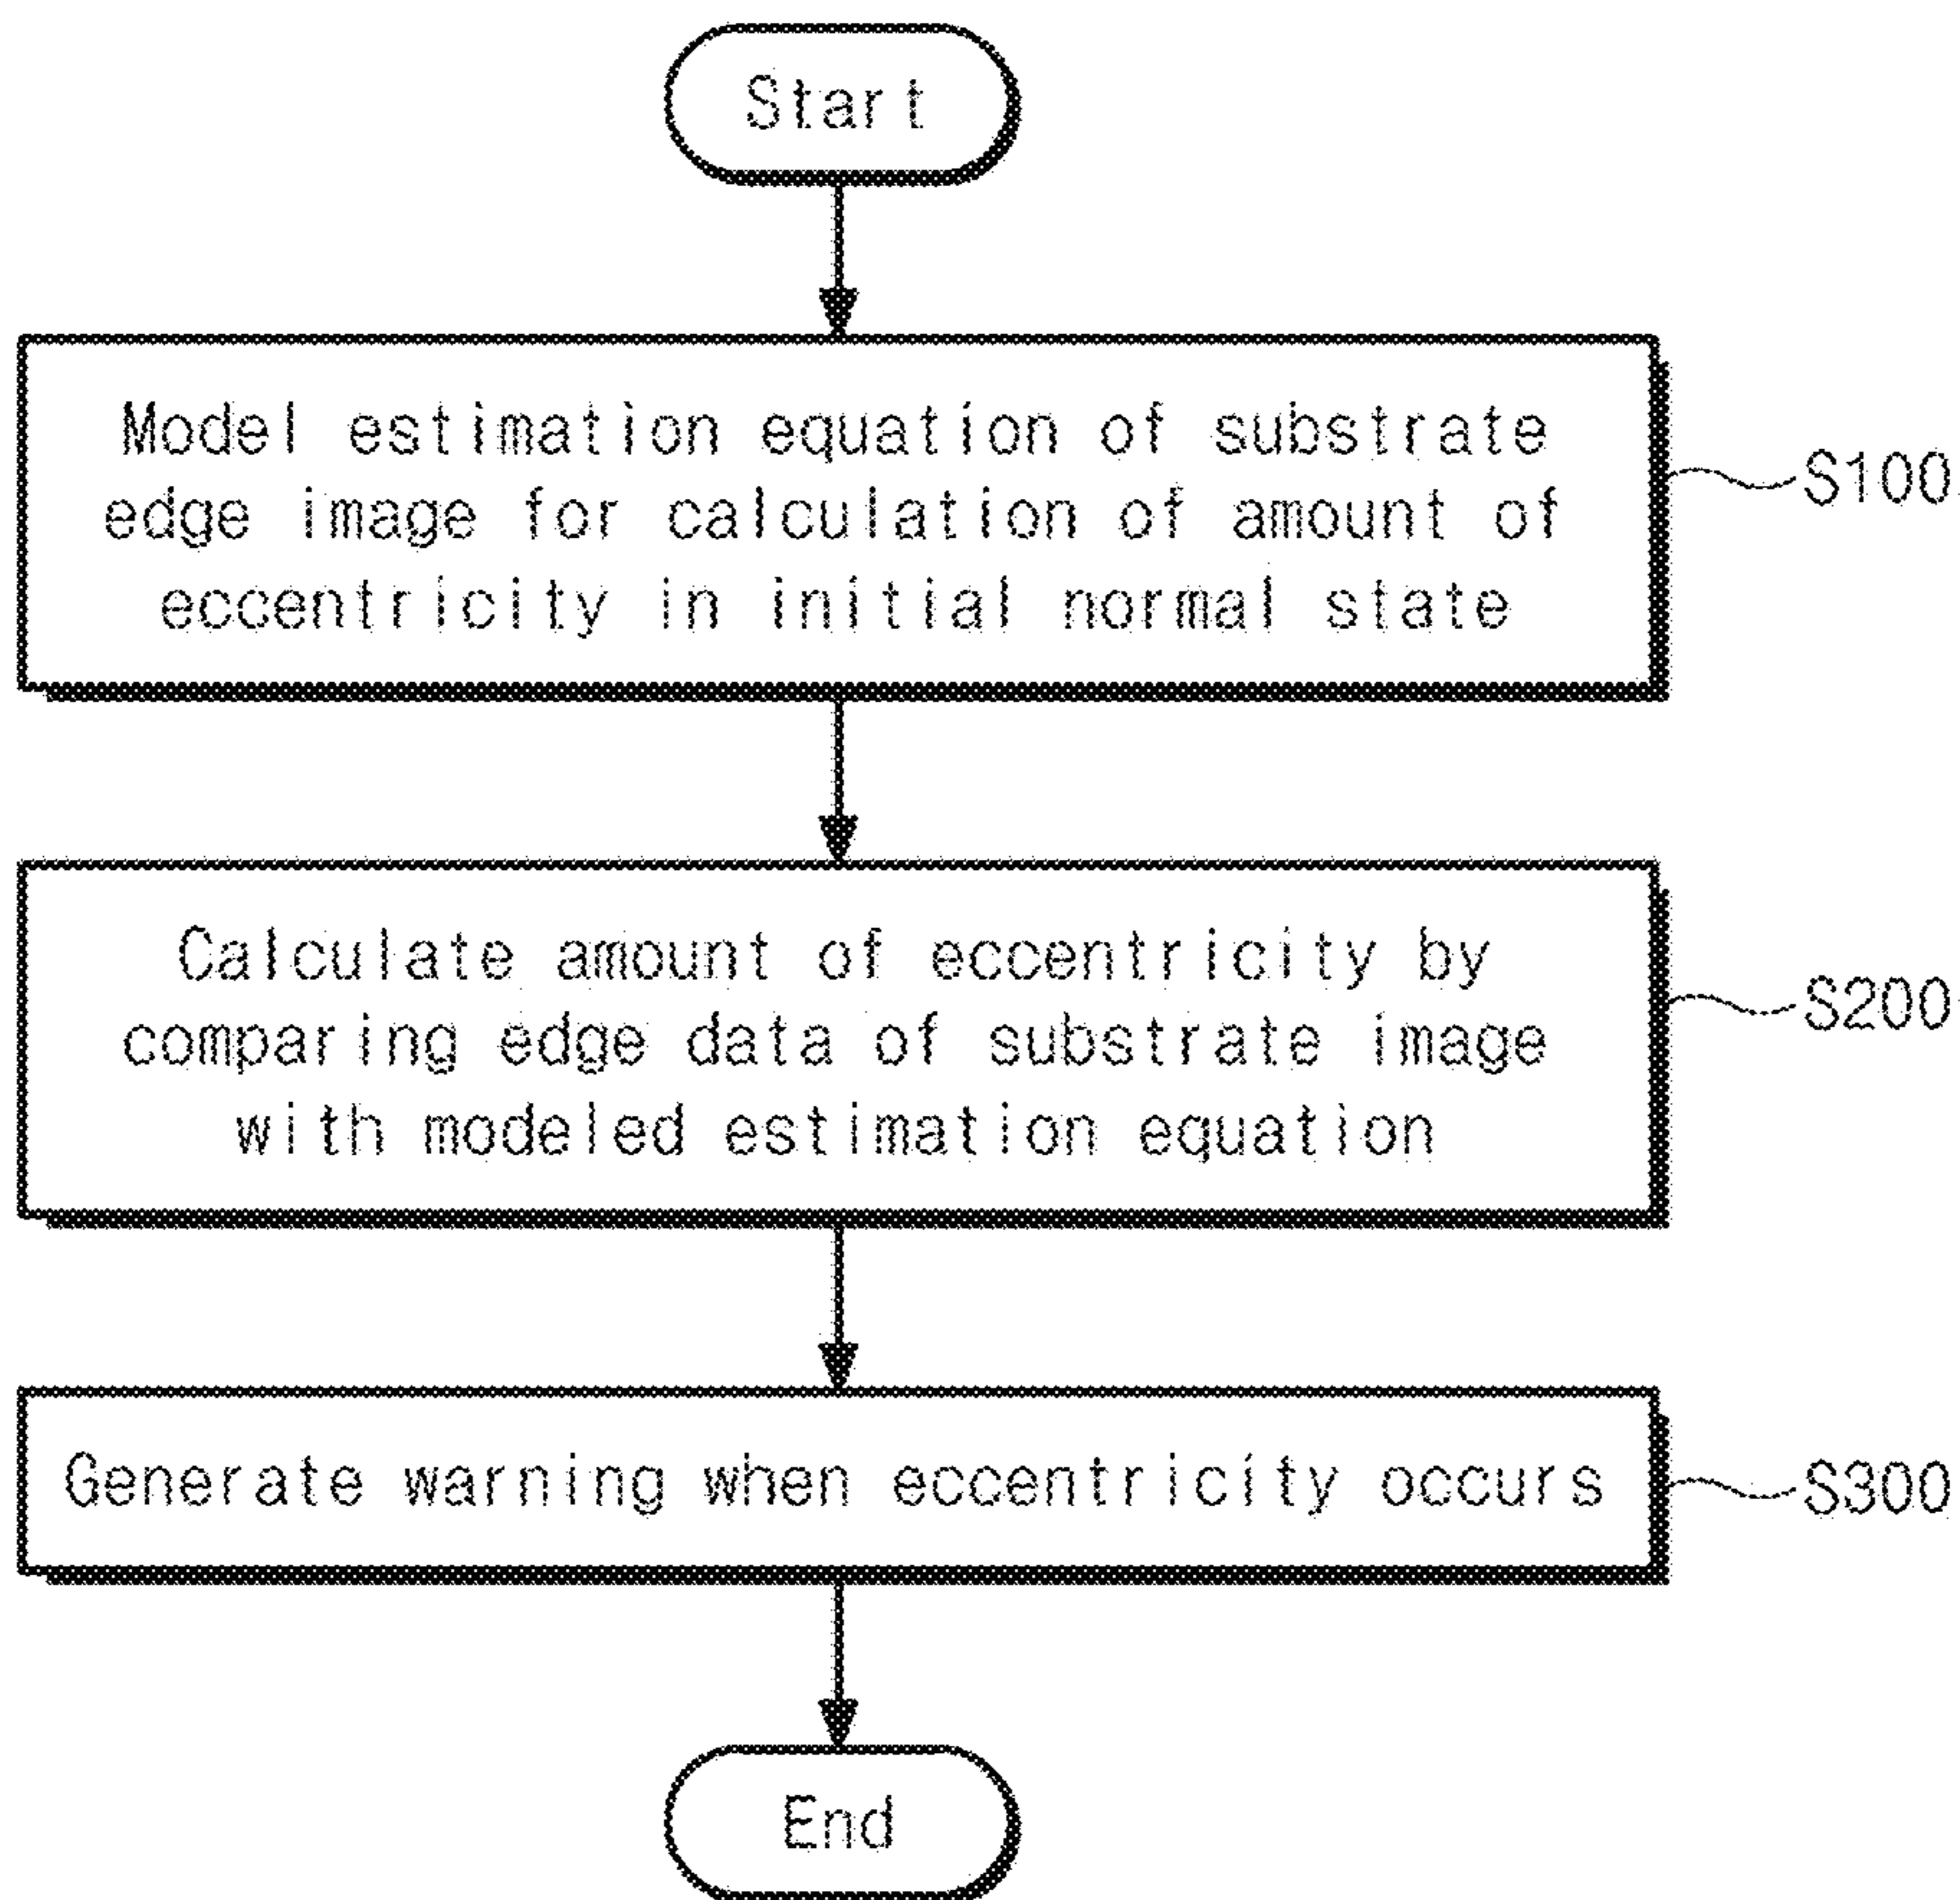 Start
Model estimation equation of substrate
edge image for calculation of amount of
eccentricity in initial normal state
S100
Calculate amount of eccentricity by
comparing edge data of substrate image
with modeled estimation equation
S200
Generate warning when eccentricity occurs
S300
End